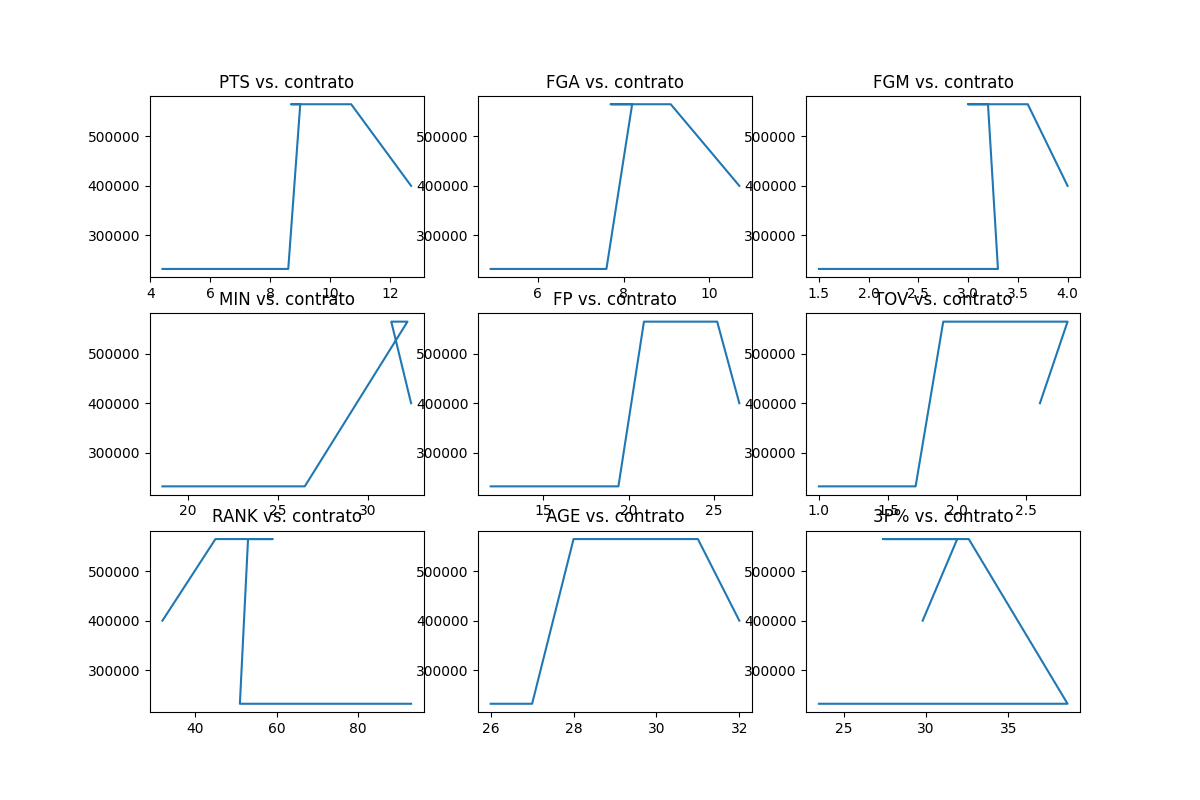 PTS vs. contrato
FGA vs. contrato
FGM vs. contrato
500000
400000
300000
500000
400000
300000
500000
400000
300000
4 6 8 10 12
6 8 10
1.5 2.0 2.5 3.0 3.5 4.0
MIN vs. contrato
FP vs. contrato
TOV vs. contrato
500000
400000
300000
500000
400000
300000
500000
400000
300000
20 25 30
15 20 25
1.0 1.5 2.0 2.5
RANK vs. contrato
AGE vs. contrato
3P% vs. contrato
500000
400000
300000
500000
400000
300000
500000
400000
300000
40 60 80
26 28 30 32
25 30 35